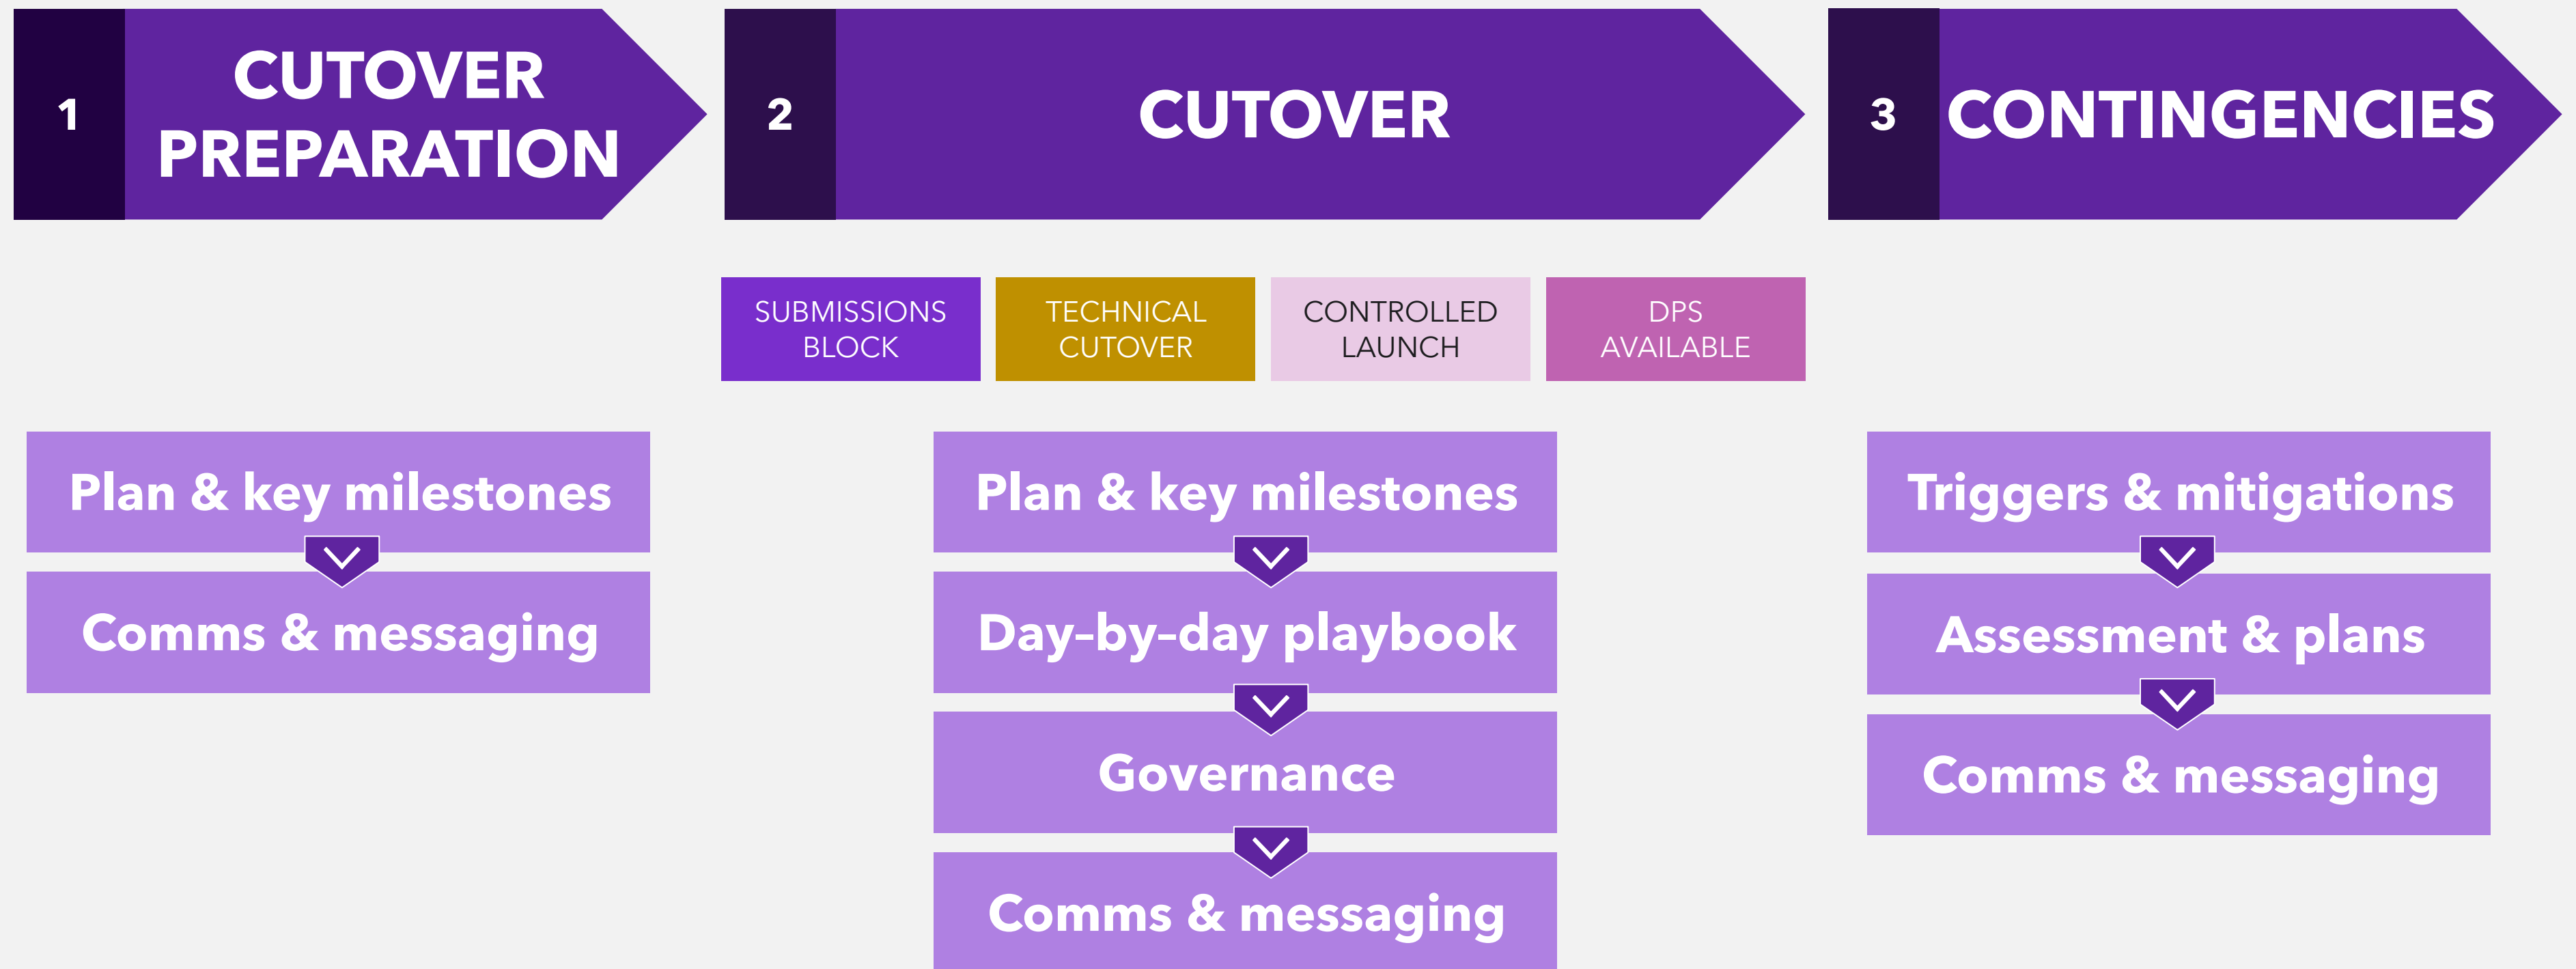 1
CUTOVER
PREPARATION
2
CUTOVER
3
CONTINGENCIES
SUBMISSIONS
BLOCK
TECHNICAL
CUTOVER
CONTROLLED
LAUNCH
DPS
AVAILABLE
Plan & key milestones
Comms & messaging
Plan & key milestones
Day-by-day playbook
Governance
Comms & messaging
Triggers & mitigations
Assessment & plans
Comms & messaging